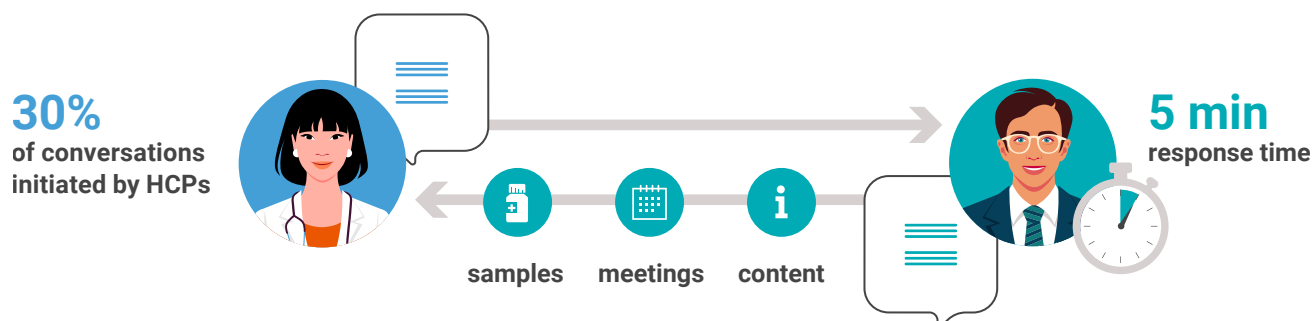 30%
of conversations
initiated by HCPs
5 min
response time
samples
meetings
content